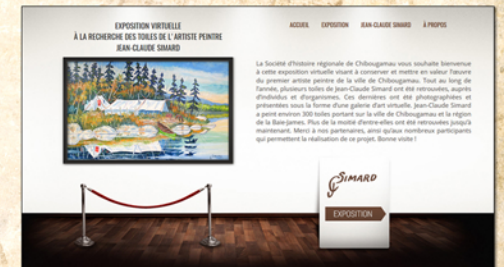 EXPOSITION VIRTUELLE
À LA RECHERCHE DES TOILES DE L'ARTISTE PEINTRE
JEAN-CLAUDE SIMARD
ACCUEIL EXPOSITION JEAN-CLAUDE SIMARD À PROPOS
La Société d'histoire régionale de Chibougamau vous souhaite bienvenue
à cette exposition virtuelle visant à conserver et mettre en valeur l'œuvre
du premier artiste peintre de la ville de Chibougamau. Tout au long de
l'année, plusieurs toiles de Jean-Claude Simard ont été retrouvées, auprès
d'individus et d'organismes. Ces dernières ont été photographiées et
présentées sous la forme d'une galerie d'art virtuelle. Jean-Claude Simard
a peint environ 300 toiles portant sur la ville de Chibougamau et la région
de la Baie-James. Plus de la moitié d'entre-elles ont été retrouvées jusqu'à
maintenant. Merci à nos partenaires, ainsi qu'aux nombreux participants
qui permettent la réalisation de ce projet. Bonne visite !
SIMARD
EXPOSITION